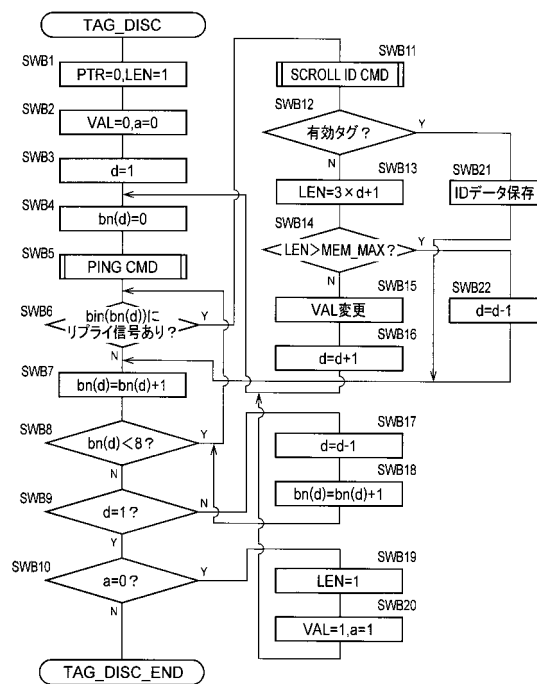 TAG_DISC
SWB1
PTR=0,LEN=1
SWB2
VAL=0,a=0
SWB3
d=1
SWB4
bn(d)=0
SWB5
PING CMD
SWB6
bin(bn(d))に
リプライ信号あり?
Y
N
SWB7
bn(d)=bn(d)+1
SWB8
bn(d)<8?
Y
N
SWB9
d=1?
N
Y
SWB10
a=0?
Y
N
TAG_DISC_END
SWB11
SCROLL ID CMD
SWB12
有効タグ?
Y
N
SWB13
LEN=3×d+1
SWB14
LEN>MEM_MAX?
Y
N
SWB15
VAL変更
SWB16
d=d+1
SWB21
IDデータ保存
SWB22
d=d-1
SWB17
d=d-1
SWB18
bn(d)=bn(d)+1
SWB19
LEN=1
SWB20
VAL=1,a=1